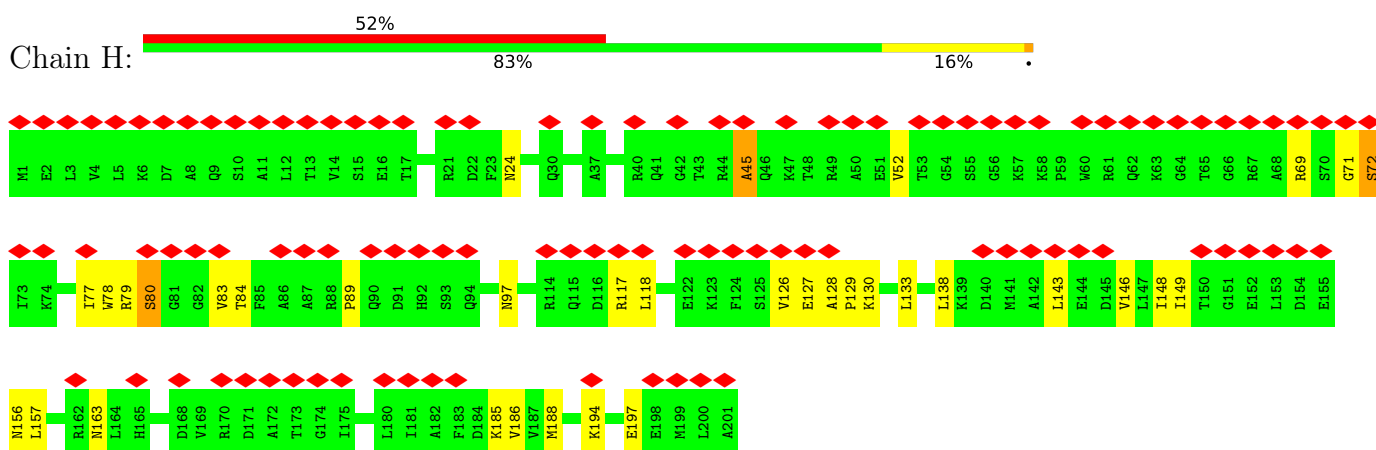 52%
Chain H:
83% 16% •
M1 E2 L3 V4 L5 K6 D7 A8 Q9 S10 A11 L12 T13 V14 S15 E16 T17 R21 D22 F23 N24 Q30 A37 R40 Q41 G42 T43 R44 A45 Q46 K47 T48 R49 A50 E51 V52 T53 G54 S55 G56 K57 K58 P59 W60 R61 Q62 K63 G64 T65 G66 R67 A68 R69 S70 G71 S72
I73 K74 I77 W78 R79 S80 G81 G82 V83 T84 F85 A86 A87 R88 P89 Q90 D91 H92 S93 Q94 N97 R114 Q115 D116 R117 L118 E122 K123 F124 S125 V126 E127 A128 P129 K130 L133 L138 K139 D140 M141 A142 L143 E144 D145 V146 L147 I148 I149 T150 G151 E152 L153 D154 E155
N156 L157 R162 N163 L164 H165 D168 V169 R170 D171 A172 T173 G174 I175 L180 I181 A182 F183 D184 K185 V186 V187 M188 K194 E197 E198 M199 L200 A201